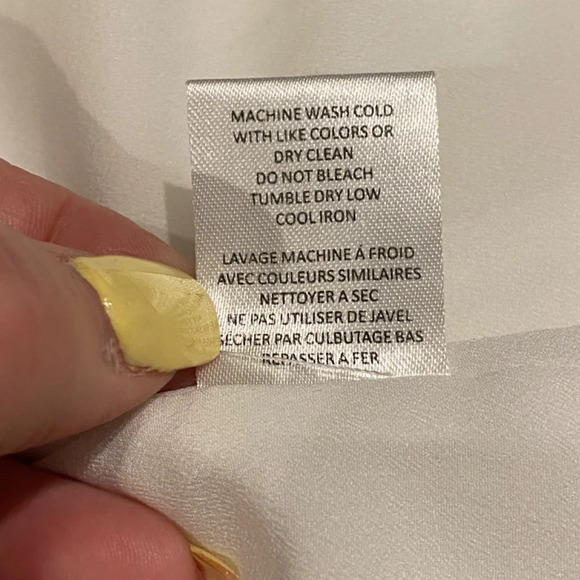 MACHINE WASH COLD
WITH LIKE COLORS OR
DRY CLEAN
DO NOT BLEACH
TUMBLE DRY LOW
COOL IRON
LAVAGE MACHINE Á FROID
AVEC COULEURS SIMILAIRES
NETTOYER A SEC
NE PAS UTILISER DE JAVEL
SECHER PAR CULBUTAGE BAS
REPASSER A FER